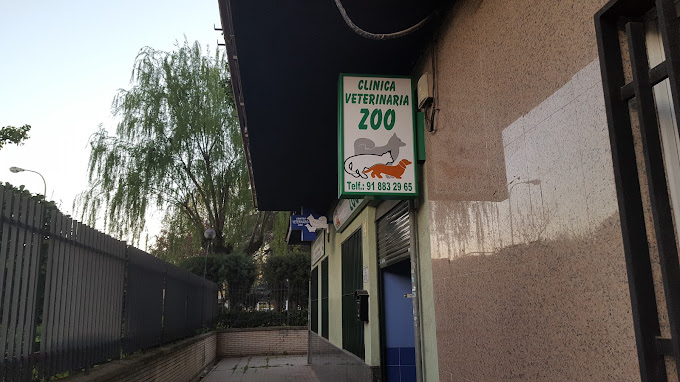 CLINICA
VETERINARIA
ZOO
Telf.: 91 883 29 65